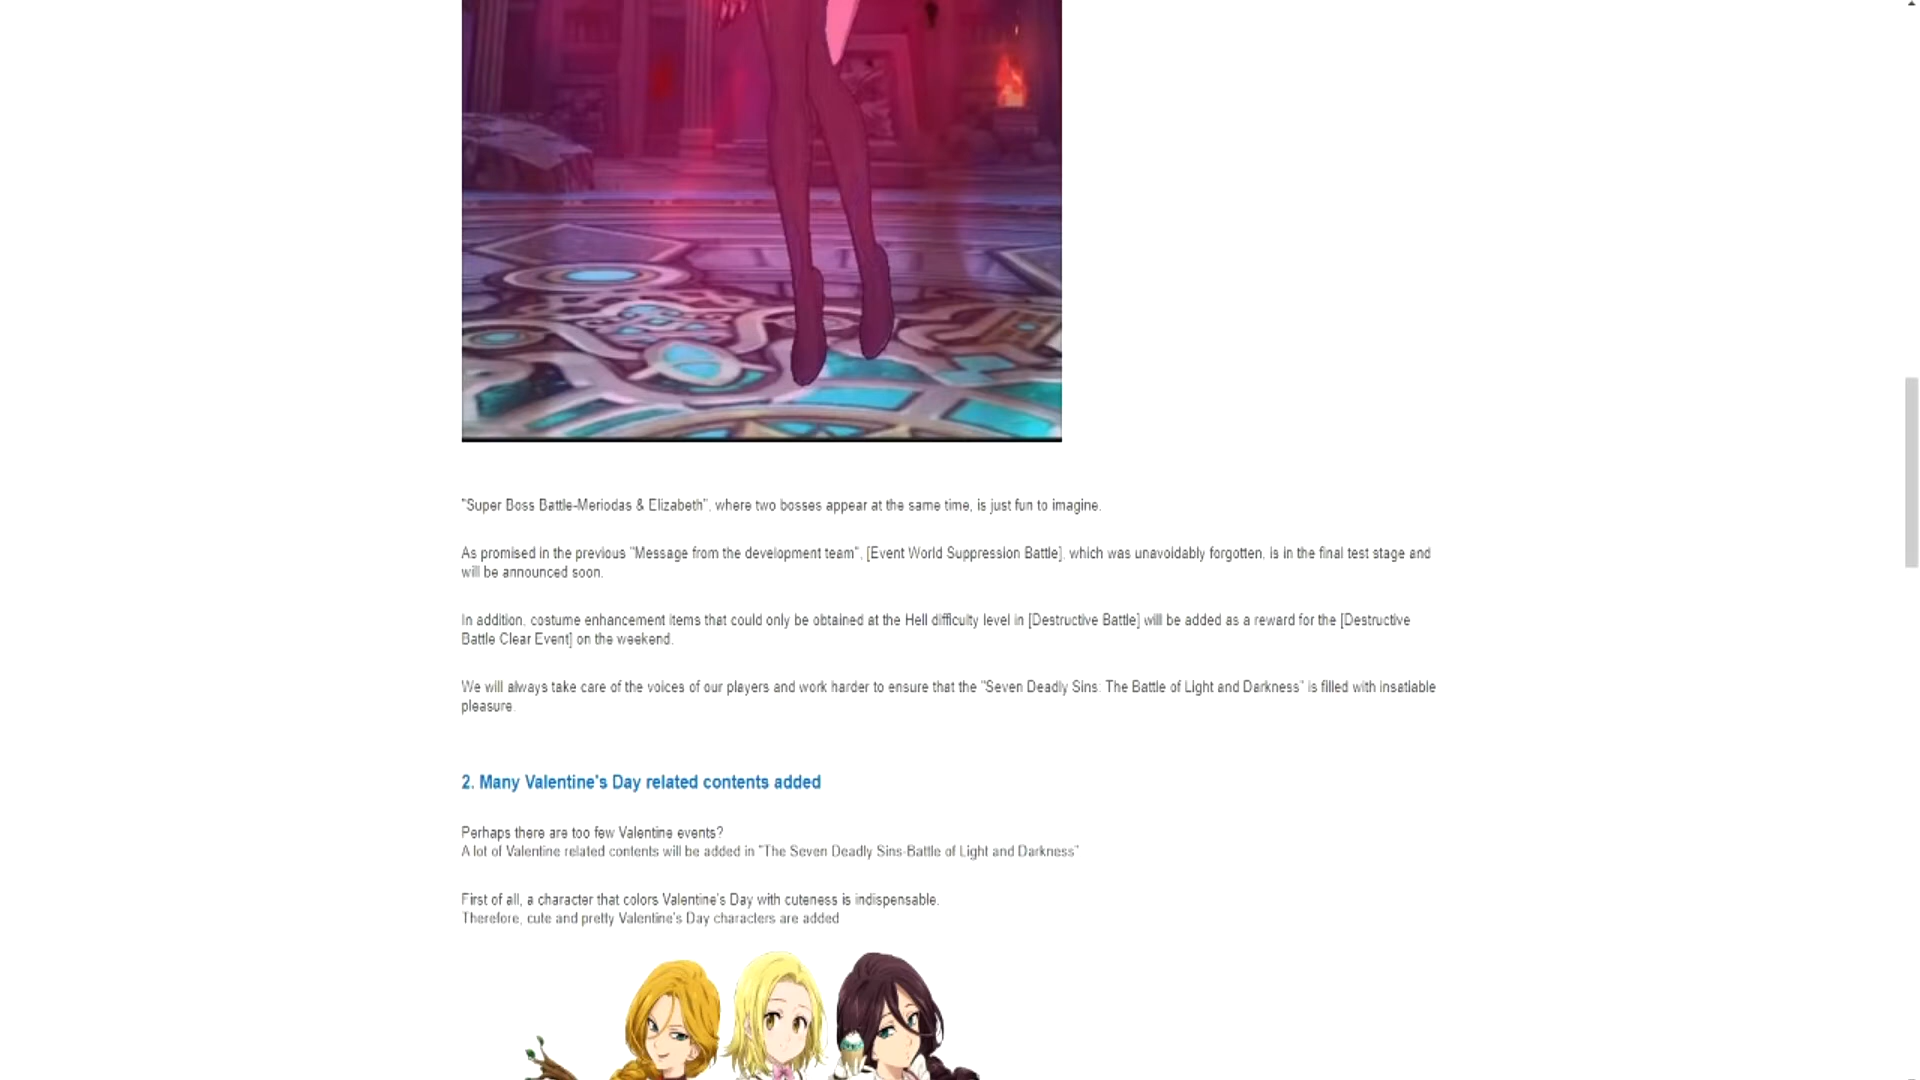 "Super Boss Battle-Meriodas & Elizabeth", where two bosses appear at the same time, is just fun to imagine.
As promised in the previous "Message from the development team", [Event World Suppression Battle], which was unavoidably forgotten, is in the final test stage and
will be announced soon.
In addition, costume enhancement items that could only be obtained at the Hell difficulty level in [Destructive Battle] will be added as a reward for the [Destructive
Battle Clear Event] on the weekend.
We will always take care of the voices of our players and work harder to ensure that the "Seven Deadly Sins: The Battle of Light and Darkness" is filled with insatiable
pleasure.
2. Many Valentine's Day related contents added
Perhaps there are too few Valentine events?
A lot of Valentine related contents will be added in "The Seven Deadly Sins-Battle of Light and Darkness"
First of all, a character that colors Valentine's Day with cuteness is indispensable.
Therefore, cute and pretty Valentine's Day characters are added